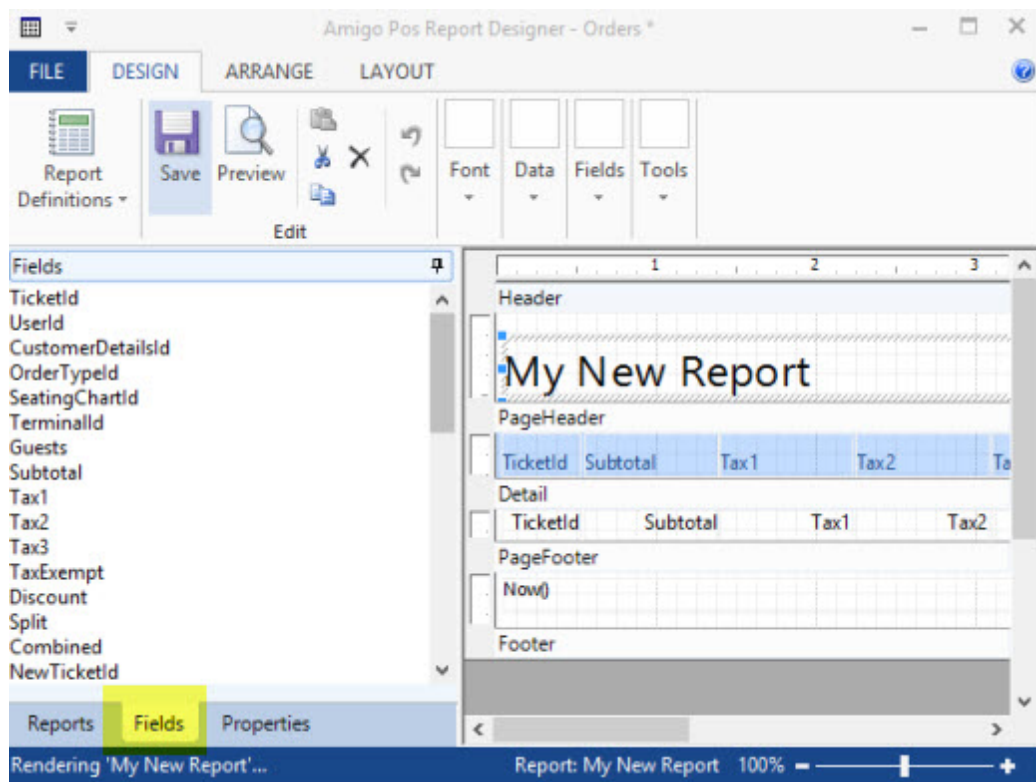 Amigo Pos Report Designer - Orders *
FILE DESIGN ARRANGE LAYOUT
Report Definitions Save Preview Font Data Fields Tools
Edit
Fields
TicketId
UserId
CustomerDetailsId
OrderTypeId
SeatingChartId
TerminalId
Guests
Subtotal
Tax1
Tax2
Tax3
TaxExempt
Discount
Split
Combined
NewTicketId
Reports Fields Properties
1 2 3
Header
My New Report
PageHeader
TicketId Subtotal Tax1 Tax2 Ta
Detail
TicketId Subtotal Tax1 Tax2
PageFooter
Now()
Footer
Rendering 'My New Report'... Report: My New Report 100%